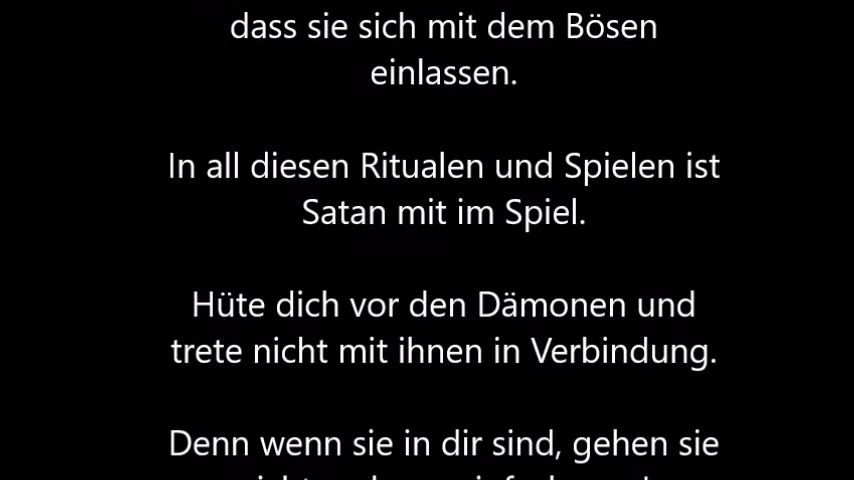 dass sie sich mit dem Bösen
einlassen.
In all diesen Ritualen und Spielen ist
Satan mit im Spiel.
Hüte dich vor den Dämonen und
trete nicht mit ihnen in Verbindung.
Denn wenn sie in dir sind, gehen sie